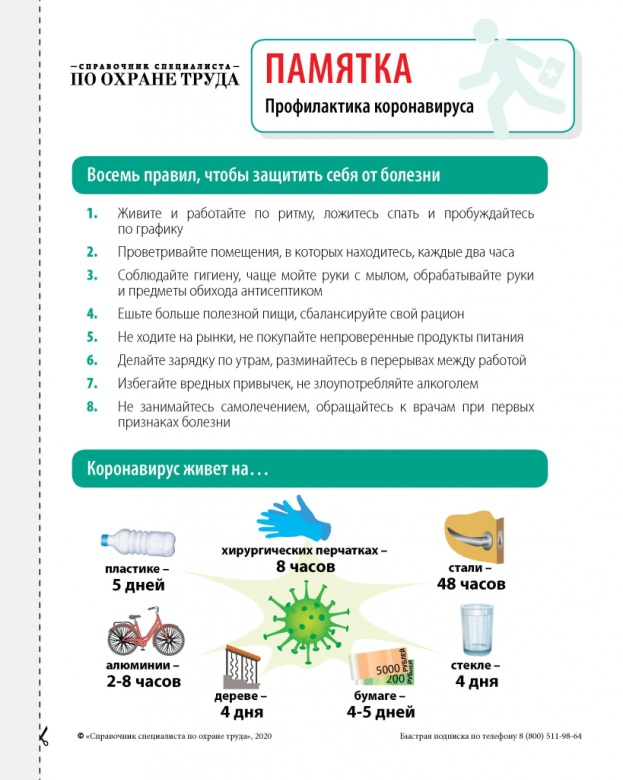 СПРАВОЧНИК СПЕЦИАЛИСТА
ПО ОХРАНЕ ТРУДА
ПАМЯТКА
Профилактика коронавируса
Восемь правил, чтобы защитить себя от болезни
1. Живите и работайте по ритму, ложитесь спать и пробуждайтесь
по графику
2. Проветривайте помещения, в которых находитесь, каждые два часа
3. Соблюдайте гигиену, чаще мойте руки с мылом, обрабатывайте руки
и предметы обихода антисептиком
4. Ешьте больше полезной пищи, сбалансируйте свой рацион
5. Не ходите на рынки, не покупайте непроверенные продукты питания
6. Делайте зарядку по утрам, разминайтесь в перерывах между работой
7. Избегайте вредных привычек, не злоупотребляйте алкоголем
8. Не занимайтесь самолечением, обращайтесь к врачам при первых
признаках болезни
Коронавирус живет на...
пластике –
5 дней
хирургических перчатках –
8 часов
стали –
48 часов
алюминии –
2-8 часов
дереве –
4 дня
5000 РУБЛЕЙ
200 РУБЛЕЙ
бумаге –
4-5 дней
стекле –
4 дня
© «Справочник специалиста по охране труда», 2020
Быстрая подписка по телефону 8 (800) 511-98-64